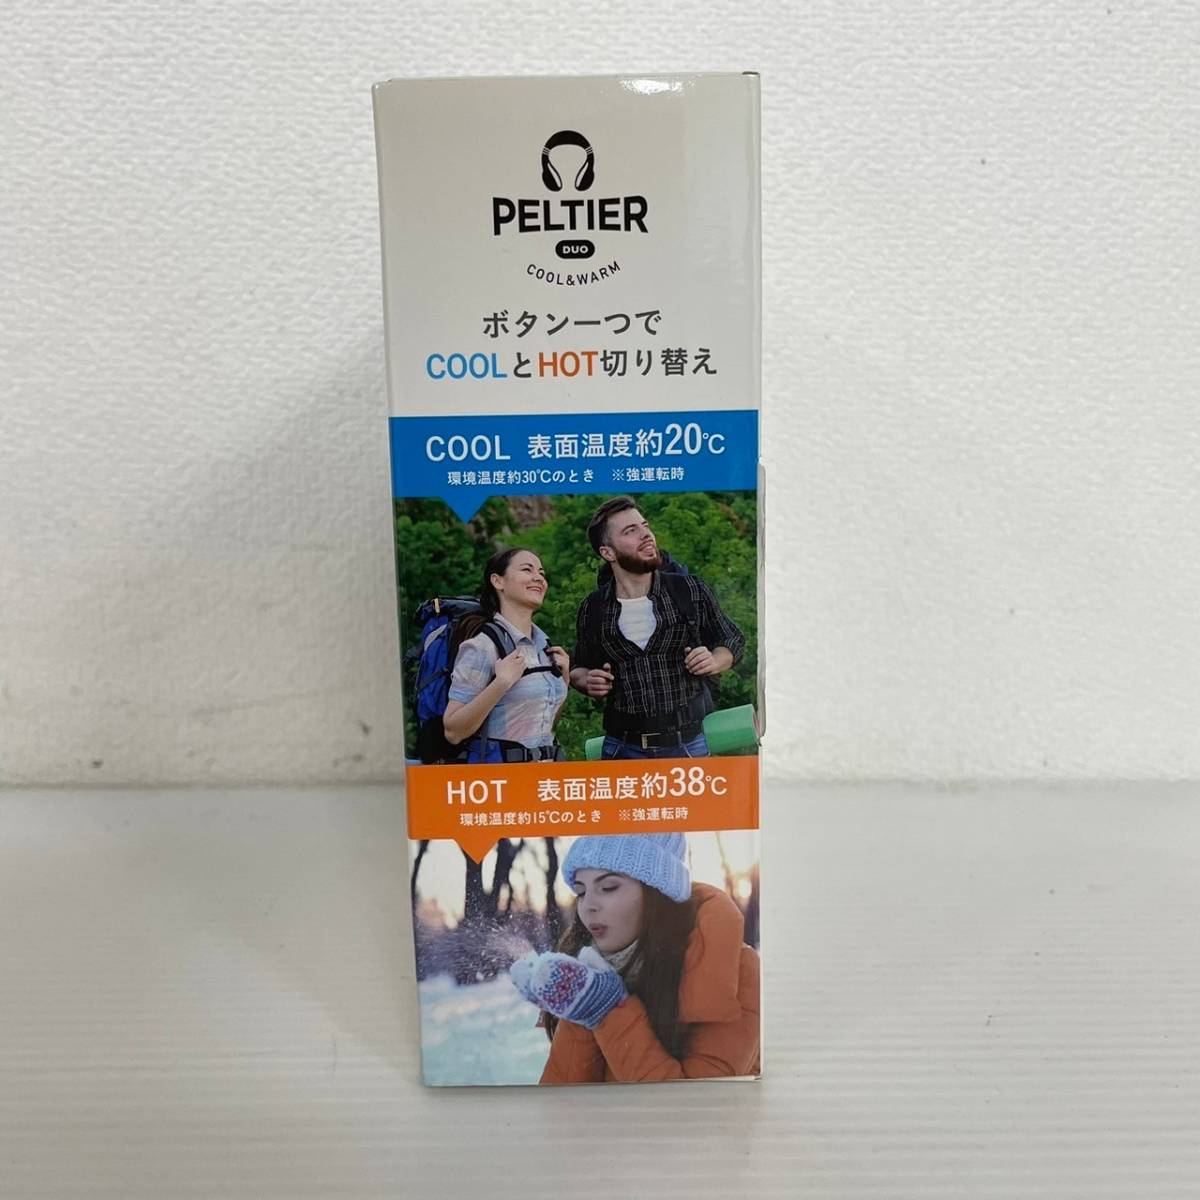 PELTIER
DUO
COOL&WARM
ボタン一つで
COOLとHOT切り替え
COOL 表面温度約20℃
環境温度約30℃のとき ※強運転時
HOT 表面温度約38℃
環境温度約15℃のとき ※強運転時